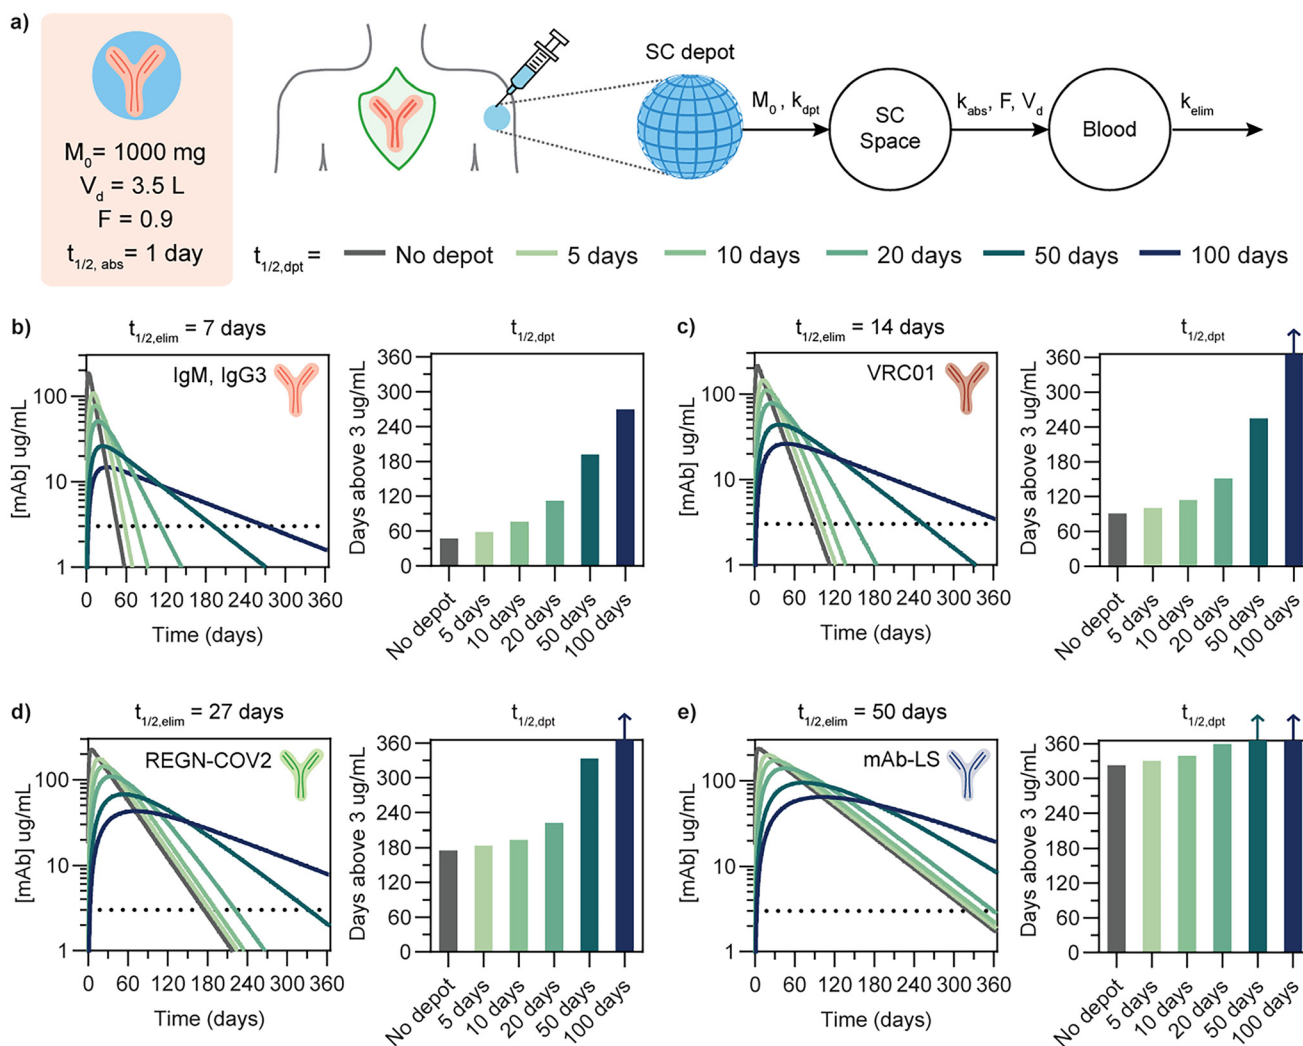 a)
M0= 1000 mg
Vd = 3.5 L
F = 0.9
t1/2, abs= 1 day
SC depot
M0, kdpt
SC
Space
kabs, F, Vd
Blood
kelim
t1/2,dpt= No depot 5 days 10 days 20 days 50 days 100 days
b)
t1/2,elim = 7 days
IgM, IgG3
[mAb] ug/mL
100
10
1
0 60 120 180 240 300 360
Time (days)
t1/2,dpt
Days above 3 ug/mL
360
300
240
180
120
60
0
No depot
5 days
10 days
20 days
50 days
100 days
c)
t1/2,elim = 14 days
VRC01
[mAb] ug/mL
100
10
1
0 60 120 180 240 300 360
Time (days)
t1/2,dpt
Days above 3 ug/mL
360
300
240
180
120
60
0
No depot
5 days
10 days
20 days
50 days
100 days
d)
t1/2,elim = 27 days
REGN-COV2
[mAb] ug/mL
100
10
1
0 60 120 180 240 300 360
Time (days)
t1/2,dpt
Days above 3 ug/mL
360
300
240
180
120
60
0
No depot
5 days
10 days
20 days
50 days
100 days
e)
t1/2,elim = 50 days
mAb-LS
[mAb] ug/mL
100
10
1
0 60 120 180 240 300 360
Time (days)
t1/2,dpt
Days above 3 ug/mL
360
300
240
180
120
60
0
No depot
5 days
10 days
20 days
50 days
100 days